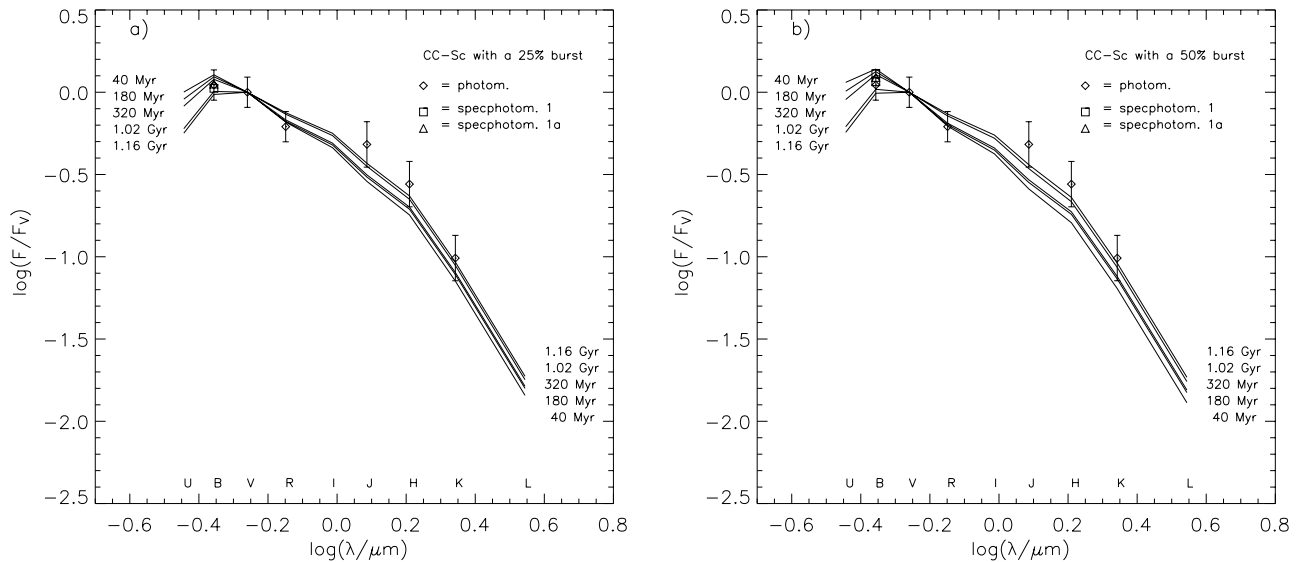 a)
CC-Sc with a 25% burst
◇ = photom.
□ = specphotom. 1
△ = specphotom. 1a
40 Myr
180 Myr
320 Myr
1.02 Gyr
1.16 Gyr
1.16 Gyr
1.02 Gyr
320 Myr
180 Myr
40 Myr
U B V R I J H K L
0.5
0.0
−0.5
−1.0
−1.5
−2.0
−2.5
log(F/Fv)
−0.6 −0.4 −0.2 0.0 0.2 0.4 0.6 0.8
log(λ/μm)
b)
CC-Sc with a 50% burst
◇ = photom.
□ = specphotom. 1
△ = specphotom. 1a
40 Myr
180 Myr
320 Myr
1.02 Gyr
1.16 Gyr
1.16 Gyr
1.02 Gyr
320 Myr
180 Myr
40 Myr
U B V R I J H K L
0.5
0.0
−0.5
−1.0
−1.5
−2.0
−2.5
log(F/Fv)
−0.6 −0.4 −0.2 0.0 0.2 0.4 0.6 0.8
log(λ/μm)